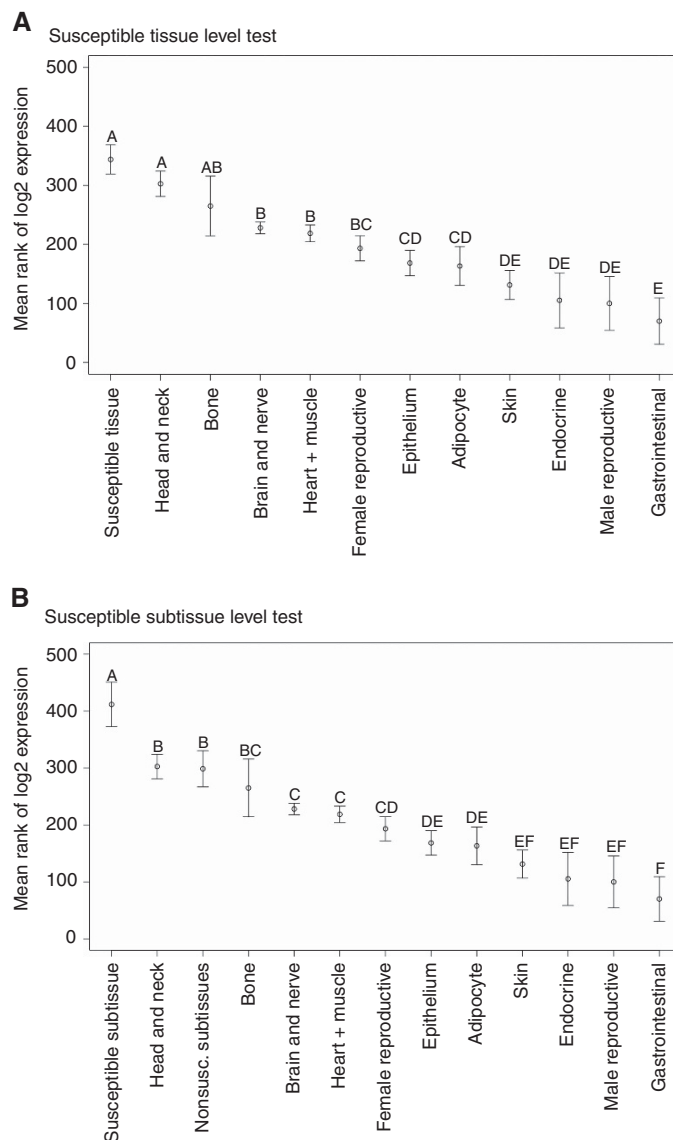 A
Susceptible tissue level test
Mean rank of log2 expression
500
400
300
200
100
0
A
A
AB
B
B
BC
CD
CD
DE
DE
DE
E
Susceptible tissue
Head and neck
Bone
Brain and nerve
Heart + muscle
Female reproductive
Epithelium
Adipocyte
Skin
Endocrine
Male reproductive
Gastrointestinal
B
Susceptible subtissue level test
Mean rank of log2 expression
500
400
300
200
100
0
A
B
B
BC
C
C
CD
DE
DE
EF
EF
EF
F
Susceptible subtissue
Head and neck
Nonsusc. subtissues
Bone
Brain and nerve
Heart + muscle
Female reproductive
Epithelium
Adipocyte
Skin
Endocrine
Male reproductive
Gastrointestinal